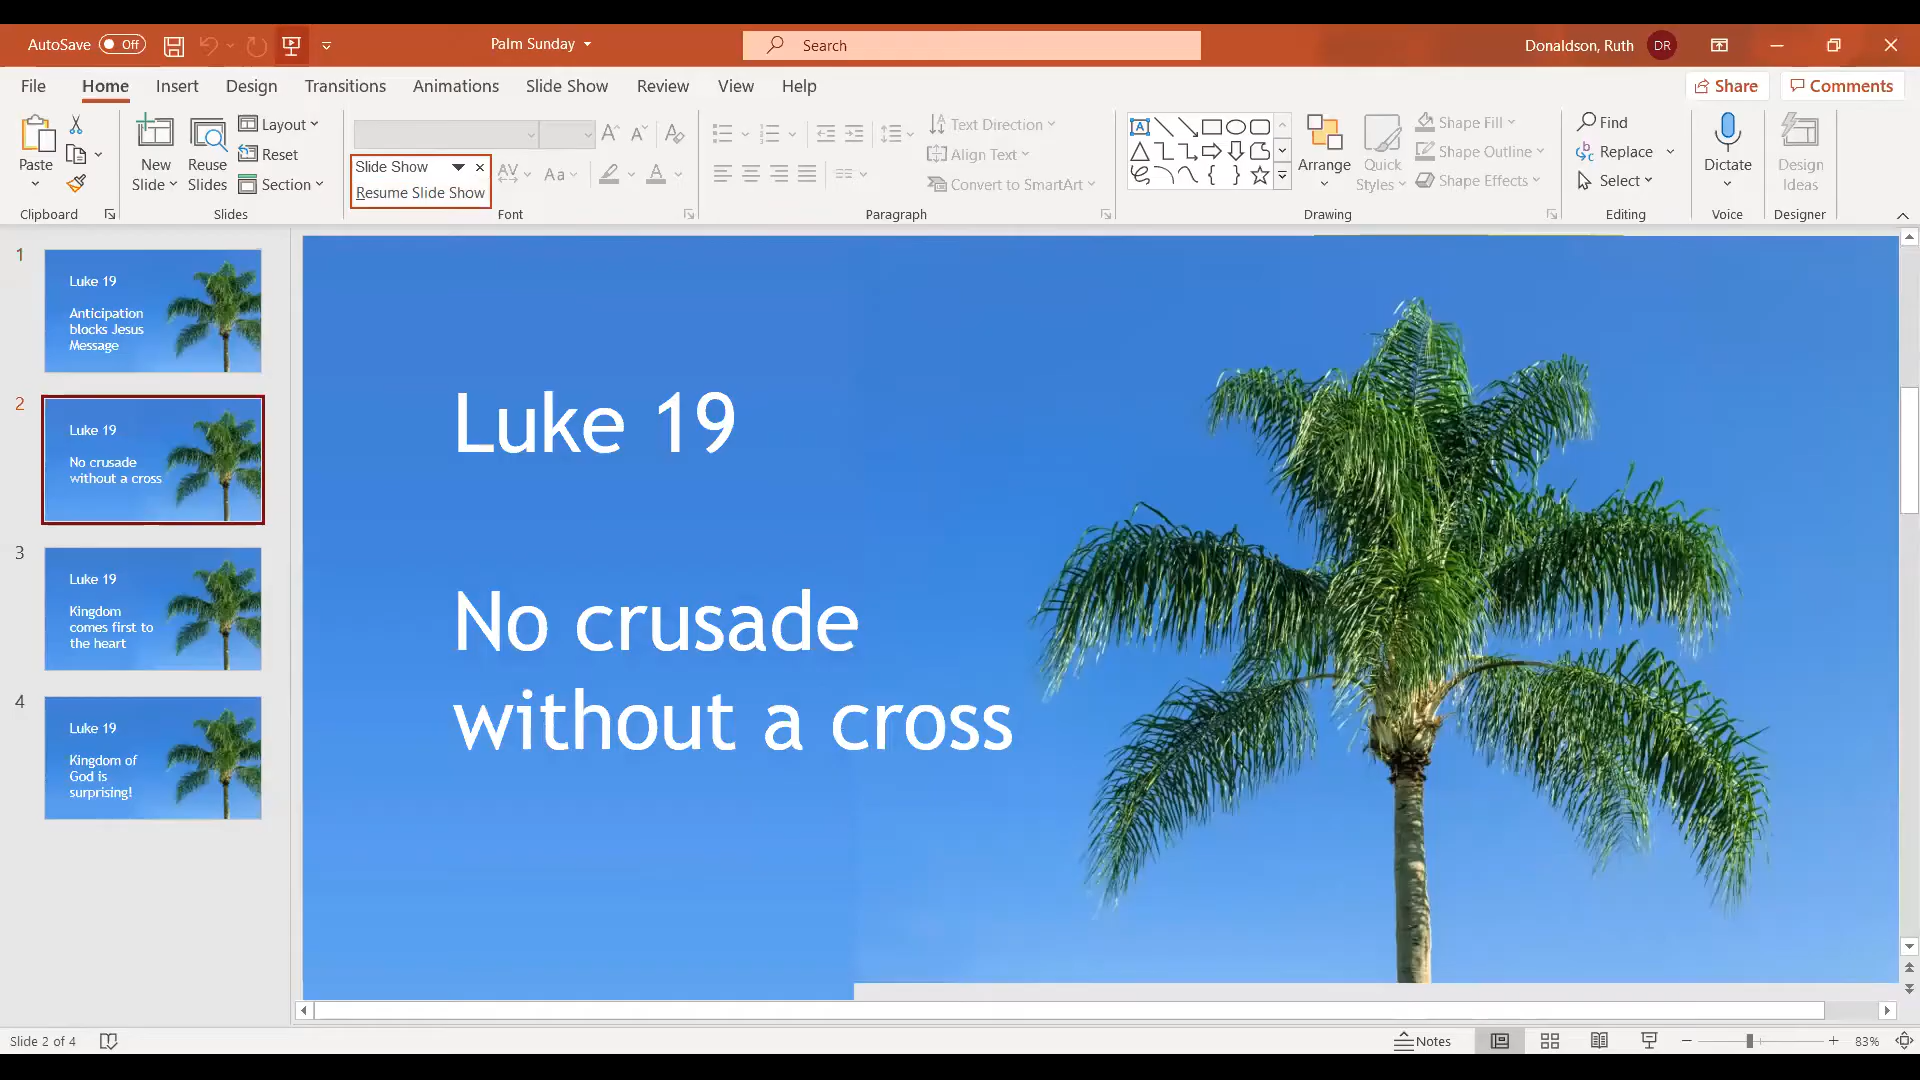 AutoSave Off
Palm Sunday
Search
Donaldson, Ruth DR
File Home Insert Design Transitions Animations Slide Show Review View Help
Share Comments
Paste
New Slide
Reuse Slides
Layout
Reset
Section
Slide Show
Resume Slide Show
AV Aa A
Text Direction
Align Text
Convert to SmartArt
Arrange
Quick Styles
Shape Fill
Shape Outline
Shape Effects
Find
Replace
Select
Dictate
Design Ideas
Clipboard Slides Font Paragraph Drawing Editing Voice Designer
1
Luke 19
Anticipation
blocks Jesus
Message
2
Luke 19
No crusade
without a cross
3
Luke 19
Kingdom
comes first to
the heart
4
Luke 19
Kingdom of
God is
surprising!
Luke 19
No crusade
without a cross
Slide 2 of 4
Notes
83%